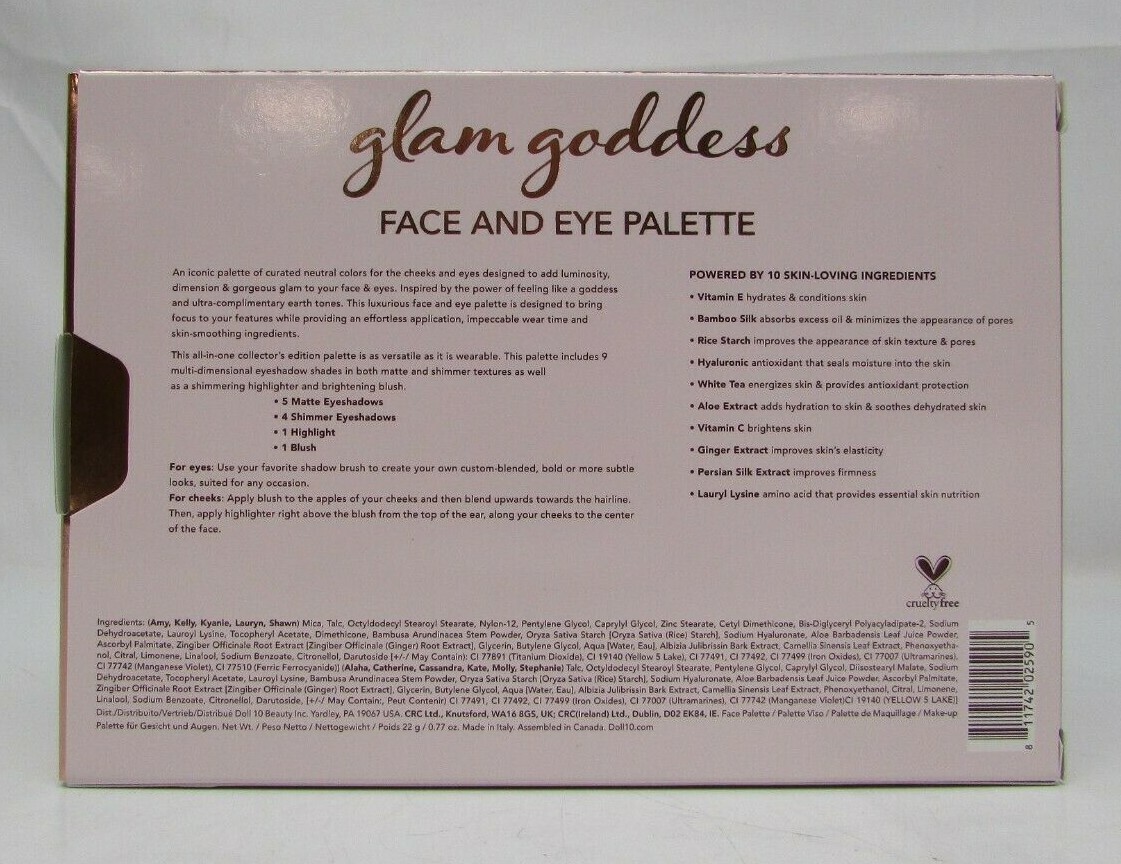 glam goddess
FACE AND EYE PALETTE
An iconic palette of curated neutral colors for the cheeks and eyes designed to add luminosity,
dimension & gorgeous glam to your face & eyes. Inspired by the power of feeling like a goddess
and ultra-complimentary earth tones. This luxurious face and eye palette is designed to bring
focus to your features while providing an effortless application, impeccable wear time and
skin-smoothing ingredients.
This all-in-one collector's edition palette is as versatile as it is wearable. This palette includes 9
multi-dimensional eyeshadow shades in both matte and shimmer textures as well
as a shimmering highlighter and brightening blush.
• 5 Matte Eyeshadows
• 4 Shimmer Eyeshadows
• 1 Highlight
• 1 Blush
For eyes: Use your favorite shadow brush to create your own custom-blended, bold or more subtle
looks, suited for any occasion.
For cheeks: Apply blush to the apples of your cheeks and then blend upwards towards the hairline.
Then, apply highlighter right above the blush from the top of the ear, along your cheeks to the center
of the face.
POWERED BY 10 SKIN-LOVING INGREDIENTS
• Vitamin E hydrates & conditions skin
• Bamboo Silk absorbs excess oil & minimizes the appearance of pores
• Rice Starch improves the appearance of skin texture & pores
• Hyaluronic antioxidant that seals moisture into the skin
• White Tea energizes skin & provides antioxidant protection
• Aloe Extract adds hydration to skin & soothes dehydrated skin
• Vitamin C brightens skin
• Ginger Extract improves skin's elasticity
• Persian Silk Extract improves firmness
• Lauryl Lysine amino acid that provides essential skin nutrition
crueltyfree
Ingredients: (Amy, Kelly, Kyanie, Lauryn, Shawn) Mica, Talc, Octyldodecyl Stearoyl Stearate, Nylon-12, Pentylene Glycol, Caprylyl Glycol, Zinc Stearate, Cetyl Dimethicone, Bis-Diglyceryl Polyacyladipate-2, Sodium
Dehydroacetate, Lauroyl Lysine, Tocopheryl Acetate, Dimethicone, Bambusa Arundinacea Stem Powder, Oryza Sativa Starch [Oryza Sativa (Rice) Starch], Sodium Hyaluronate, Aloe Barbadensis Leaf Juice Powder,
Ascorbyl Palmitate, Zingiber Officinale Root Extract [Zingiber Officinale (Ginger) Root Extract], Glycerin, Butylene Glycol, Aqua [Water, Eau], Albizia Julibrissin Bark Extract, Camellia Sinensis Leaf Extract, Phenoxyetha-
nol, Citral, Limonene, Linalool, Sodium Benzoate, Citronellol, Darutoside [+/- May Contain): CI 77891 (Titanium Dioxide), CI 19140 (Yellow 5 Lake), CI 77491, CI 77492, CI 77499 (Iron Oxides), CI 77007 (Ultramarines),
CI 77742 (Manganese Violet), CI 77510 (Ferric Ferrocyanide)] (Alaha, Catherine, Cassandra, Kate, Molly, Stephanie) Talc, Octyldodecyl Stearoyl Stearate, Pentylene Glycol, Caprylyl Glycol, Diisostearyl Malate, Sodium
Dehydroacetate, Tocopheryl Acetate, Lauroyl Lysine, Bambusa Arundinacea Stem Powder, Oryza Sativa Starch [Oryza Sativa (Rice) Starch], Sodium Hyaluronate, Aloe Barbadensis Leaf Juice Powder, Ascorbyl Palmitate,
Zingiber Officinale Root Extract [Zingiber Officinale (Ginger) Root Extract], Glycerin, Butylene Glycol, Aqua [Water, Eau], Albizia Julibrissin Bark Extract, Camellia Sinensis Leaf Extract, Phenoxyethanol, Citral, Limonene,
Linalool, Sodium Benzoate, Citronellol, Darutoside, [+/- May Contain; Peut Contenir) CI 77491, CI 77492, CI 77499 (Iron Oxides), CI 77007 (Ultramarines), CI 77742 (Manganese Violet)CI 19140 (YELLOW 5 LAKE)]
Dist./Distribuito/Vertrieb/Distribué Doll 10 Beauty Inc. Yardley, PA 19067 USA. CRC Ltd., Knutsford, WA16 8GS, UK; CRC(Ireland) Ltd., Dublin, D02 EK84, IE. Face Palette / Palette Viso / Palette de Maquillage / Make-up
Palette für Gesicht und Augen. Net Wt. / Peso Netto / Nettogewicht / Poids 22 g / 0.77 oz. Made in Italy. Assembled in Canada. Doll10.com
8 11742 02590 5